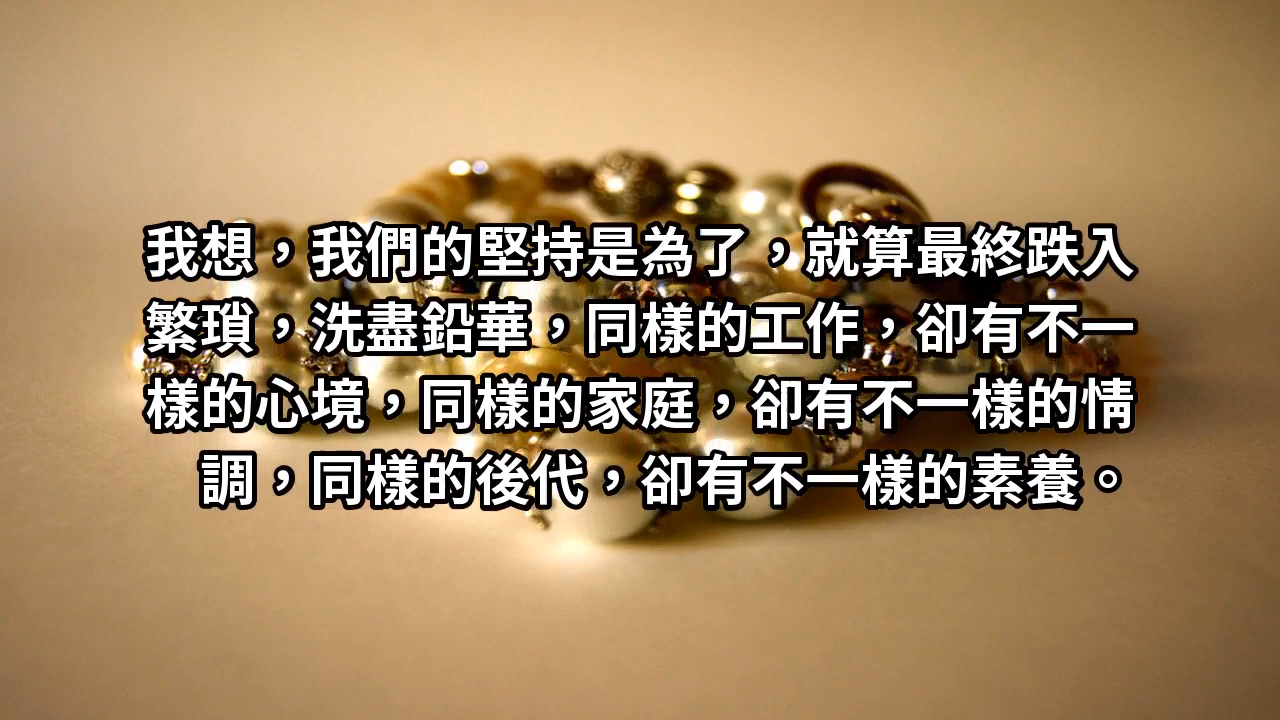 我想，我們的堅持是為了，就算最終跌入
繁瑣，洗盡鉛華，同樣的工作，卻有不一
樣的心境，同樣的家庭，卻有不一樣的情
調，同樣的後代，卻有不一樣的素養。